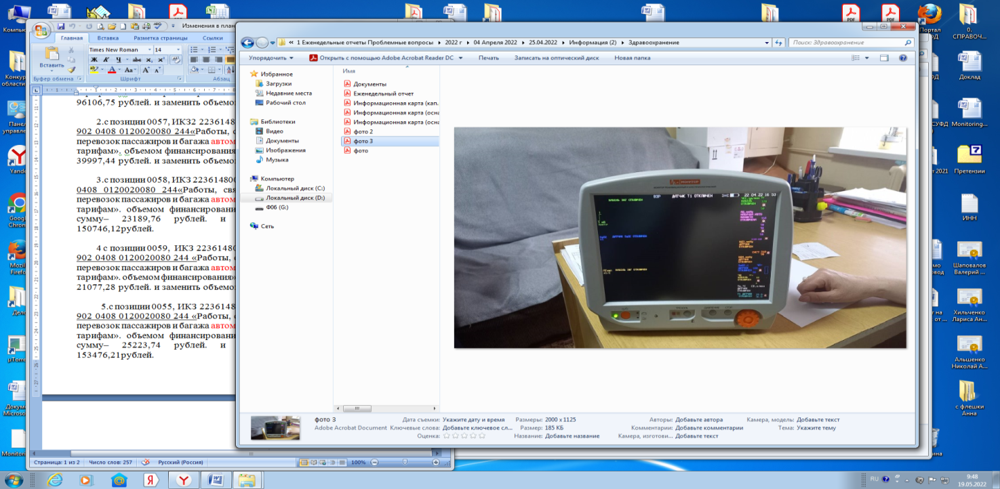 Изменения в план
Главная
Вставка
Разметка страницы
Ссылки
Вставить
Times New Roman
14
Буфер обмена
Шрифт
Абзац
96106,75 рублей. и заменить объемо
2.с позиции 0057, ИКЗ2 2236148
902 0408 0120020080 244«Работы, с
перевозок пассажиров и багажа автом
тарифам». объемом финансирования
39997,44 рублей. и заменить объемо
3.с позиции 0058, ИКЗ 223614800
0408 0120020080 244«Работы, свя
перевозок пассажиров и багажа автом
тарифам». объемом финансировани
сумму– 23189,76 рублей. и
150746,12рублей.
4 с позиции 0059, ИКЗ 22361480
902 0408 0120020080 244 «Работы, с
перевозок пассажиров и багажа автом
тарифам». объемом финансирования»
21077,28 рублей. и заменить объемо
5.с позиции 0055, ИКЗ 22361480
902 0408 0120020080 244 «Работы, с
перевозок пассажиров и багажа автом
тарифам». объемом финансировани
сумму– 25223,74 рублей. и
153476,21рублей.
Страница: 1 из 2
Число слов: 257
Русский (Россия)
100%
« 1 Еженедельные отчеты Проблемные вопросы
2022 г
04 Апреля 2022
25.04.2022
Информация (2)
Здравоохранение
Поиск: Здравоохранение
Упорядочить
Открыть с помощью Adobe Acrobat Reader DC
Печать
Записать на оптический диск
Новая папка
Избранное
Загрузки
Недавние места
Рабочий стол
Библиотеки
Видео
Документы
Изображения
Музыка
Компьютер
Локальный диск (C:)
Локальный диск (D:)
Ф06 (G:)
Сеть
Имя
Документы
Еженедельный отчет
Информационная карта (кап.
Информационная карта (осна
Информационная карта (осна
фото 2
фото 3
фото
ВЗР
ДАТЧИК Т1 ОТКЛЮЧЕН
22 04 22
КАБЕЛЬ ЭКГ ОТКЛЮЧЕН
фото 3
Adobe Acrobat Document
Дата съемки: Укажите дату и время
Ключевые слова: Добавьте ключевое сл...
Оценка:
Размеры: 2000 x 1125
Размер: 185 КБ
Название: Добавьте название
Авторы: Добавьте автора
Комментарии: Добавьте комментарии
Камера, изготови... Добавьте текст
Камера, модель: Добавьте текст
Тема: Укажите тему
0.
СПРАВОЧ...
Доклад
Monitoring...
Претензии
ИНН
Шаповалов
Валерий ...
Хильченко
Лариса Ан...
Альшенко
Николай А...
с флешки
Анна
RU
9:48
19.05.2022